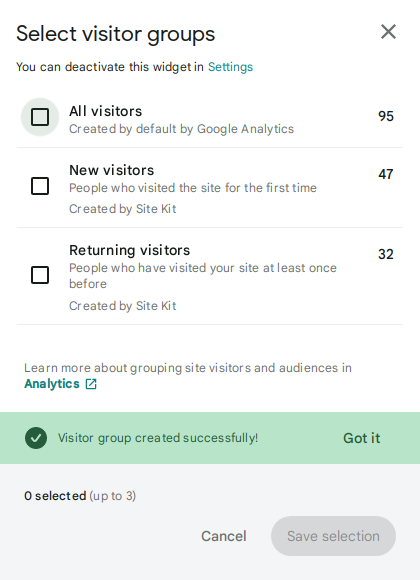 Select visitor groups
You can deactivate this widget in Settings
All visitors
95
Created by default by Google Analytics
New visitors
47
People who visited the site for the first time
Created by Site Kit
Returning visitors
32
People who have visited your site at least once
before
Created by Site Kit
Learn more about grouping site visitors and audiences in
Analytics
Visitor group created successfully!
Got it
0 selected (up to 3)
Cancel
Save selection